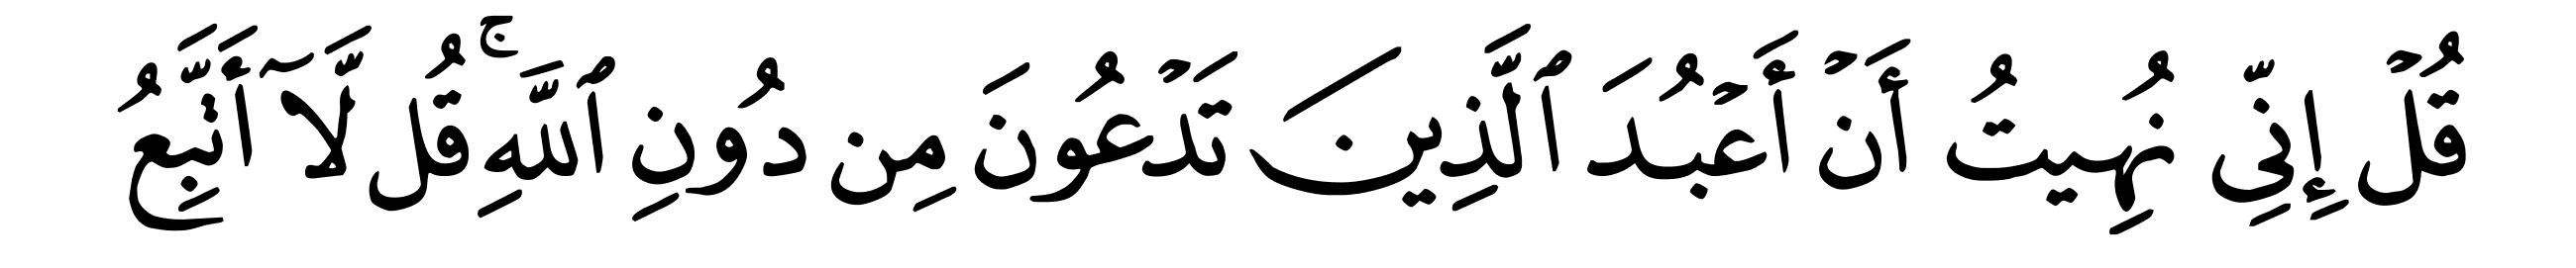 قُلۡ إِنِّي نُهِيتُ أَنۡ أَعۡبُدَ ٱلَّذِينَ تَدۡعُونَ مِن دُونِ ٱللَّهِۚ قُل لَّآ أَتَّبِعُ